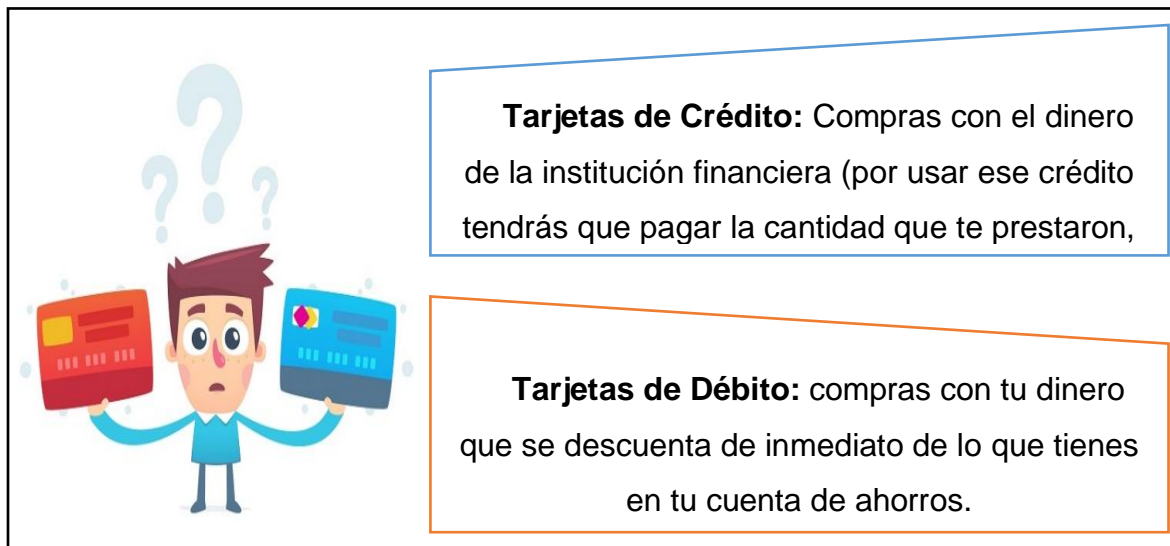 Tarjetas de Crédito: Compras con el dinero
de la institución financiera (por usar ese crédito
tendrás que pagar la cantidad que te prestaron,
Tarjetas de Débito: compras con tu dinero
que se descuenta de inmediato de lo que tienes
en tu cuenta de ahorros.